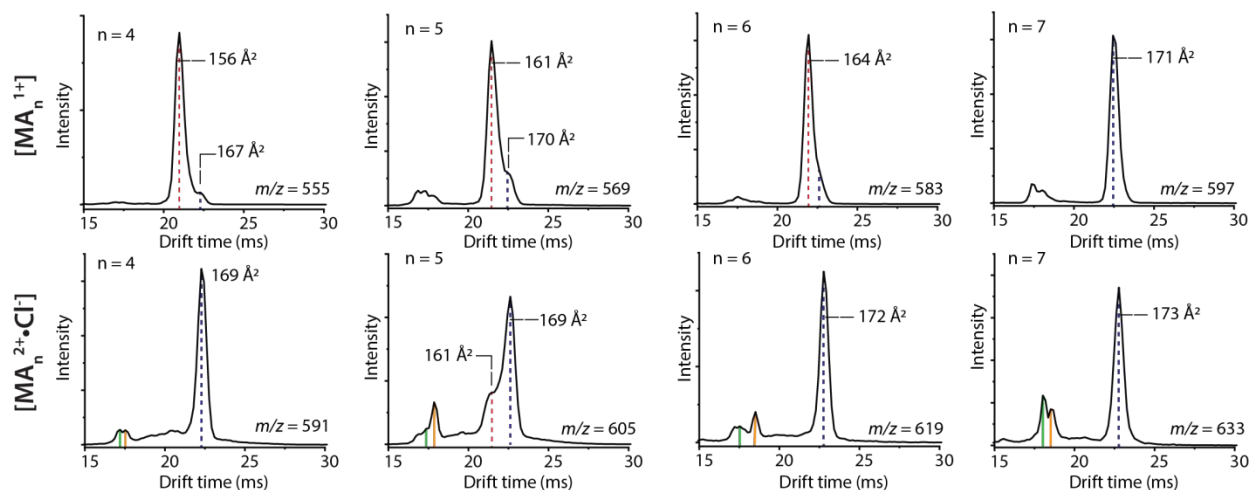 [MAₙ¹⁺]
n = 4
156 Å²
167 Å²
m/z = 555
Intensity
15 20 25 30
Drift time (ms)
n = 5
161 Å²
170 Å²
m/z = 569
Intensity
15 20 25 30
Drift time (ms)
n = 6
164 Å²
m/z = 583
Intensity
15 20 25 30
Drift time (ms)
n = 7
171 Å²
m/z = 597
Intensity
15 20 25 30
Drift time (ms)
[MAₙ²⁺•Cl⁻]
n = 4
169 Å²
m/z = 591
Intensity
15 20 25 30
Drift time (ms)
n = 5
169 Å²
161 Å²
m/z = 605
Intensity
15 20 25 30
Drift time (ms)
n = 6
172 Å²
m/z = 619
Intensity
15 20 25 30
Drift time (ms)
n = 7
173 Å²
m/z = 633
Intensity
15 20 25 30
Drift time (ms)